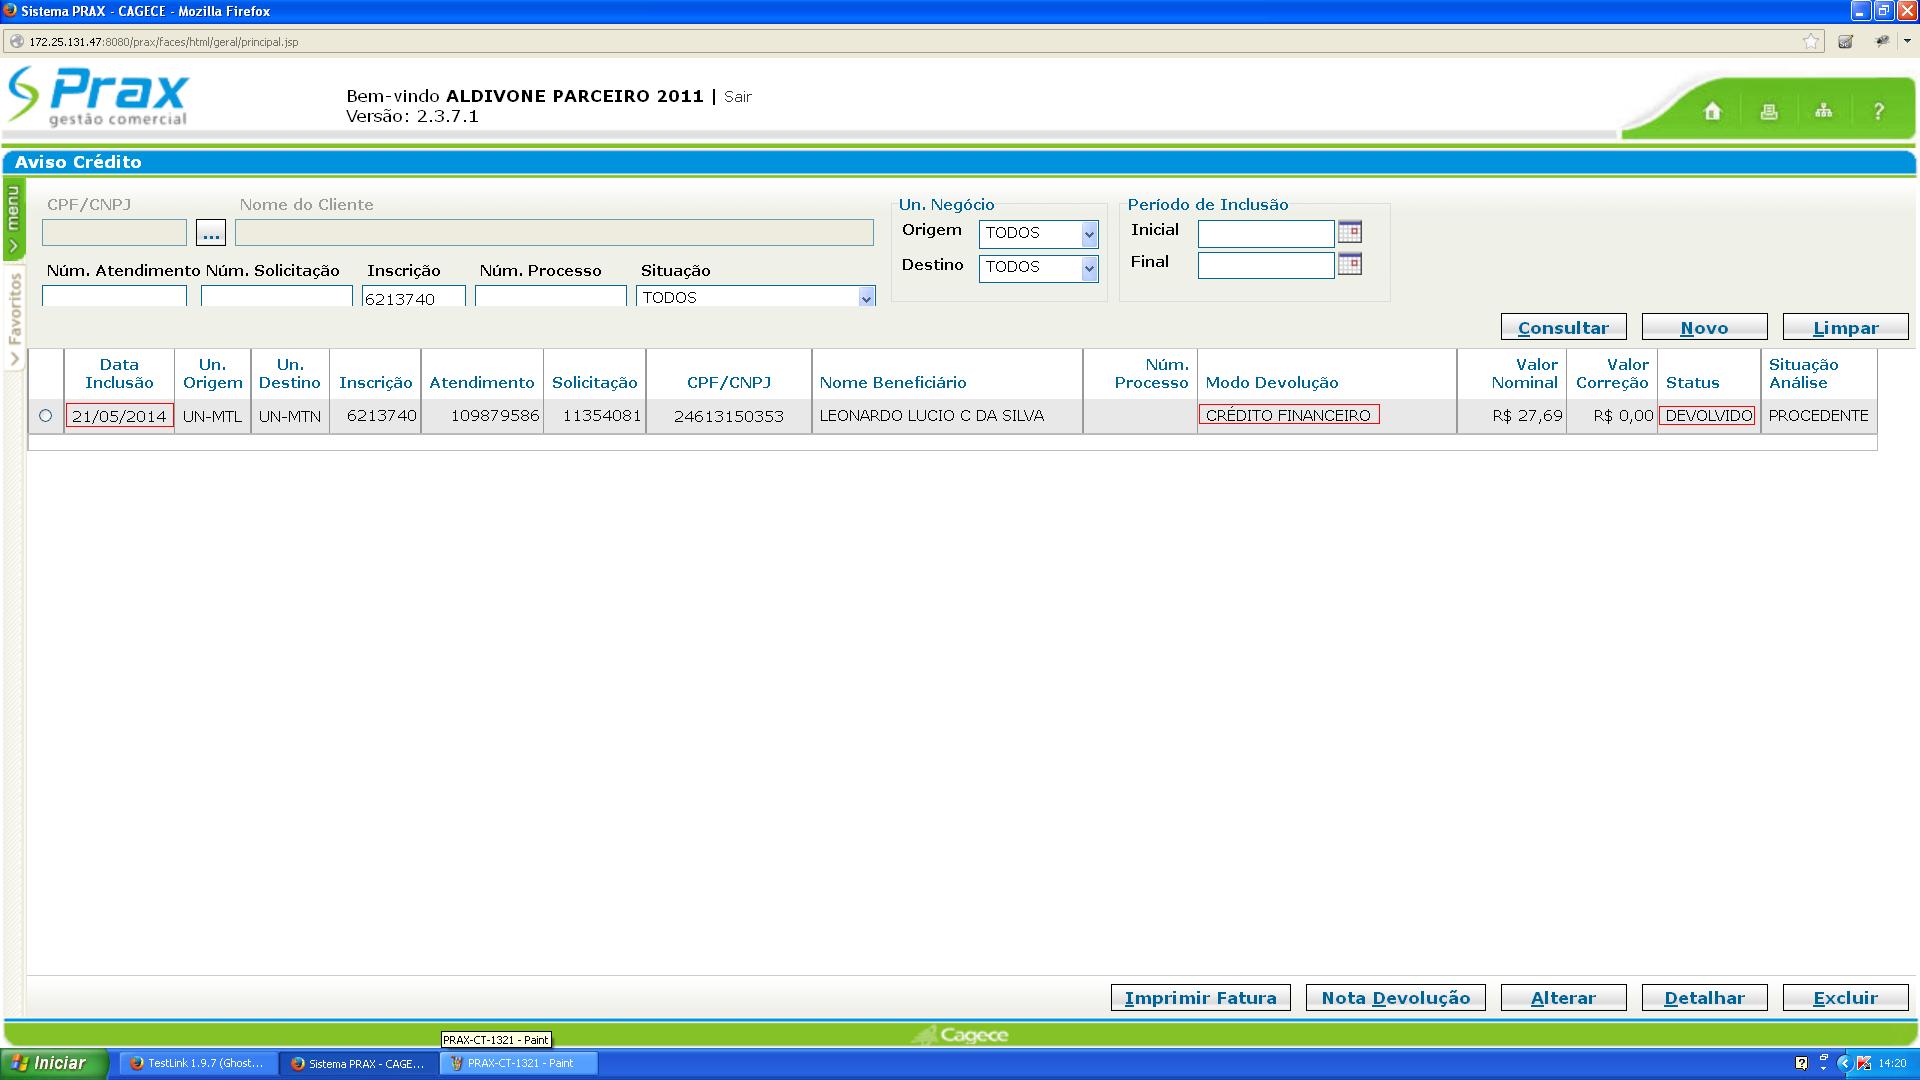 Sistema PRAX - CAGECE - Mozilla Firefox
172.25.131.47:8080/prax/faces/html/geral/principal.jsp
Prax
gestão comercial
Bem-vindo ALDIVONE PARCEIRO 2011 | Sair
Versão: 2.3.7.1
?
Aviso Crédito
menu
Favoritos
CPF/CNPJ Nome do Cliente
...
Núm. Atendimento Núm. Solicitação Inscrição Núm. Processo Situação
6213740 TODOS
Un. Negócio
Origem TODOS
Destino TODOS
Período de Inclusão
Inicial
Final
Consultar Novo Limpar
Data Inclusão Un. Origem Un. Destino Inscrição Atendimento Solicitação CPF/CNPJ Nome Beneficiário Núm. Processo Modo Devolução Valor Nominal Valor Correção Status Situação Análise
21/05/2014 UN-MTL UN-MTN 6213740 109879586 11354081 24613150353 LEONARDO LUCIO C DA SILVA CRÉDITO FINANCEIRO R$ 27,69 R$ 0,00 DEVOLVIDO PROCEDENTE
Imprimir Fatura Nota Devolução Alterar Detalhar Excluir
Cagece
PRAX-CT-1321 - Paint
Iniciar TestLink 1.9.7 (Ghost... Sistema PRAX - CAGE... PRAX-CT-1321 - Paint 14:20